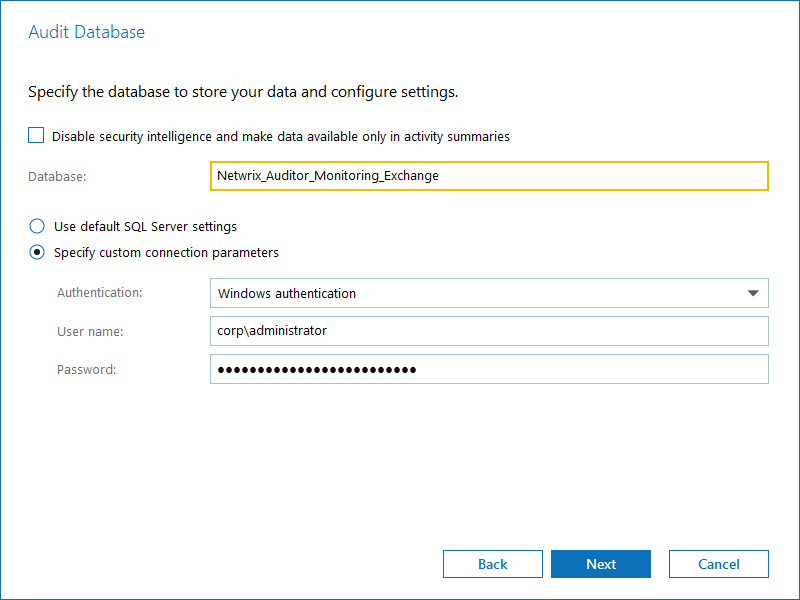 Audit Database
Specify the database to store your data and configure settings.
Disable security intelligence and make data available only in activity summaries
Database: Netwrix_Auditor_Monitoring_Exchange
Use default SQL Server settings
Specify custom connection parameters
Authentication: Windows authentication
User name: corp\administrator
Password: •••••••••••••••••••••••••
Back Next Cancel